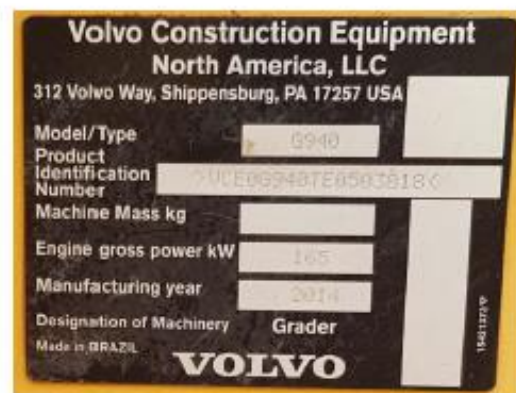 Volvo Construction Equipment
North America, LLC
312 Volvo Way, Shippensburg, PA 17257 USA
Model/Type G940
Product
Identification
Number >VCE0G940TE0503818<
Machine Mass kg
Engine gross power kW 165
Manufacturing year 2014
Designation of Machinery Grader
Made in BRAZIL
VOLVO